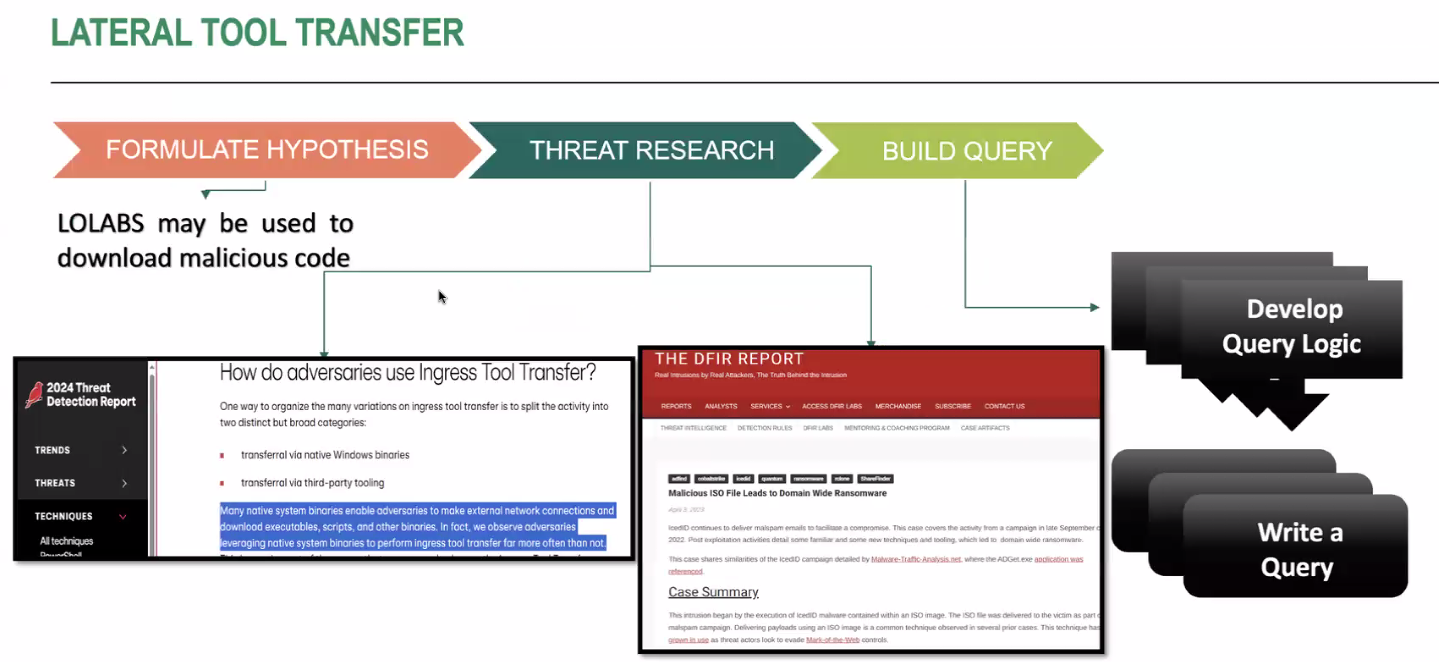 LATERAL TOOL TRANSFER
FORMULATE HYPOTHESIS
THREAT RESEARCH
BUILD QUERY
LOLABS may be used to
download malicious code
Develop
Query Logic
Write a
Query
2024 Threat
Detection Report
TRENDS
THREATS
TECHNIQUES
All techniques
PowerShell
How do adversaries use Ingress Tool Transfer?
One way to organize the many variations on ingress tool transfer is to split the activity into
two distinct but broad categories:
transferral via native Windows binaries
transferral via third-party tooling
Many native system binaries enable adversaries to make external network connections and
download executables, scripts, and other binaries. In fact, we observe adversaries
leveraging native system binaries to perform ingress tool transfer far more often than not.
THE DFIR REPORT
Real Intrusions by Real Attackers, The Truth Behind the Intrusion
REPORTS ANALYSTS SERVICES ACCESS DFIR LABS MERCHANDISE SUBSCRIBE CONTACT US
THREAT INTELLIGENCE DETECTION RULES DFIR LABS MENTORING & COACHING PROGRAM CASE ARTIFACTS
adfind cobaltstrike icedid quantum ransomware rclone ShareFinder
Malicious ISO File Leads to Domain Wide Ransomware
April 3, 2023
IcedID continues to deliver malspam emails to facilitate a compromise. This case covers the activity from a campaign in late September
2022. Post exploitation activities detail some familiar and some new techniques and tooling, which led to domain wide ransomware.
This case shares similarities of the IcedID campaign detailed by Malware-Traffic-Analysis.net, where the ADGet.exe application was
referenced.
Case Summary
This intrusion began by the execution of IcedID malware contained within an ISO image. The ISO file was delivered to the victim as part
malspam campaign. Delivering payloads using an ISO image is a common technique observed in several prior cases. This technique has
grown in use as threat actors look to evade Mark-of-the-Web controls.